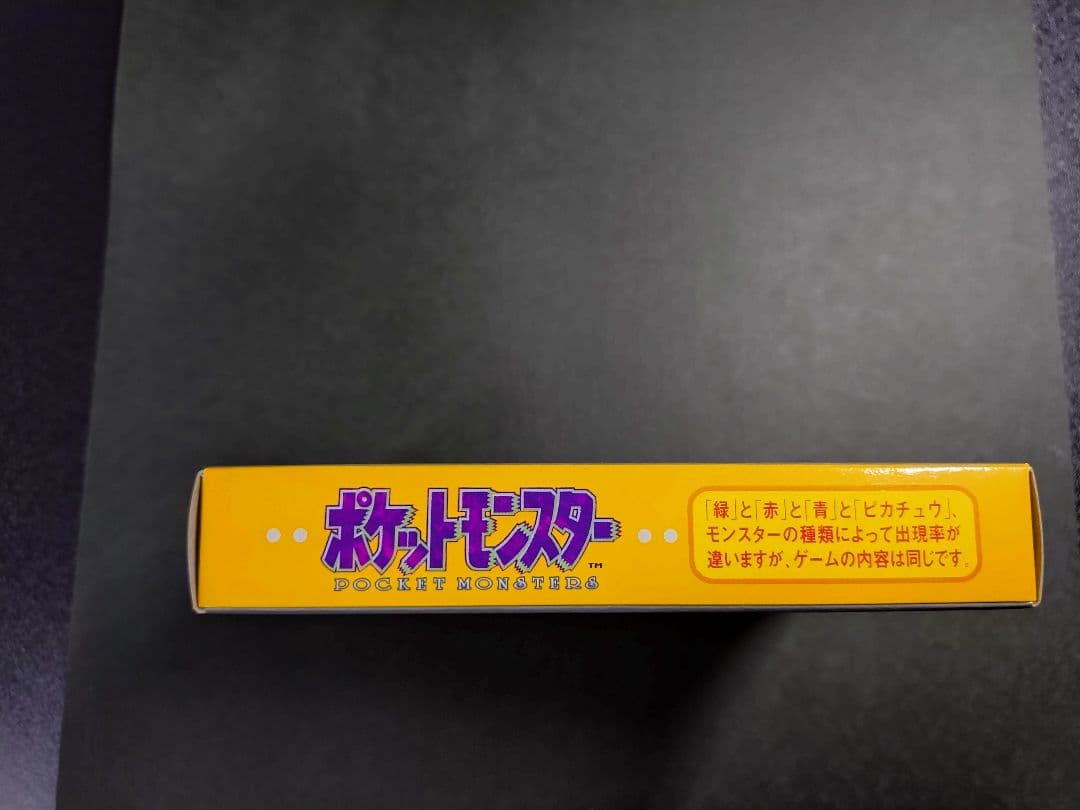 ポケットモンスター
TM
POCKET MONSTERS
「緑」と「赤」と「青」と「ピカチュウ」、
モンスターの種類によって出現率が
違いますが、ゲームの内容は同じです。